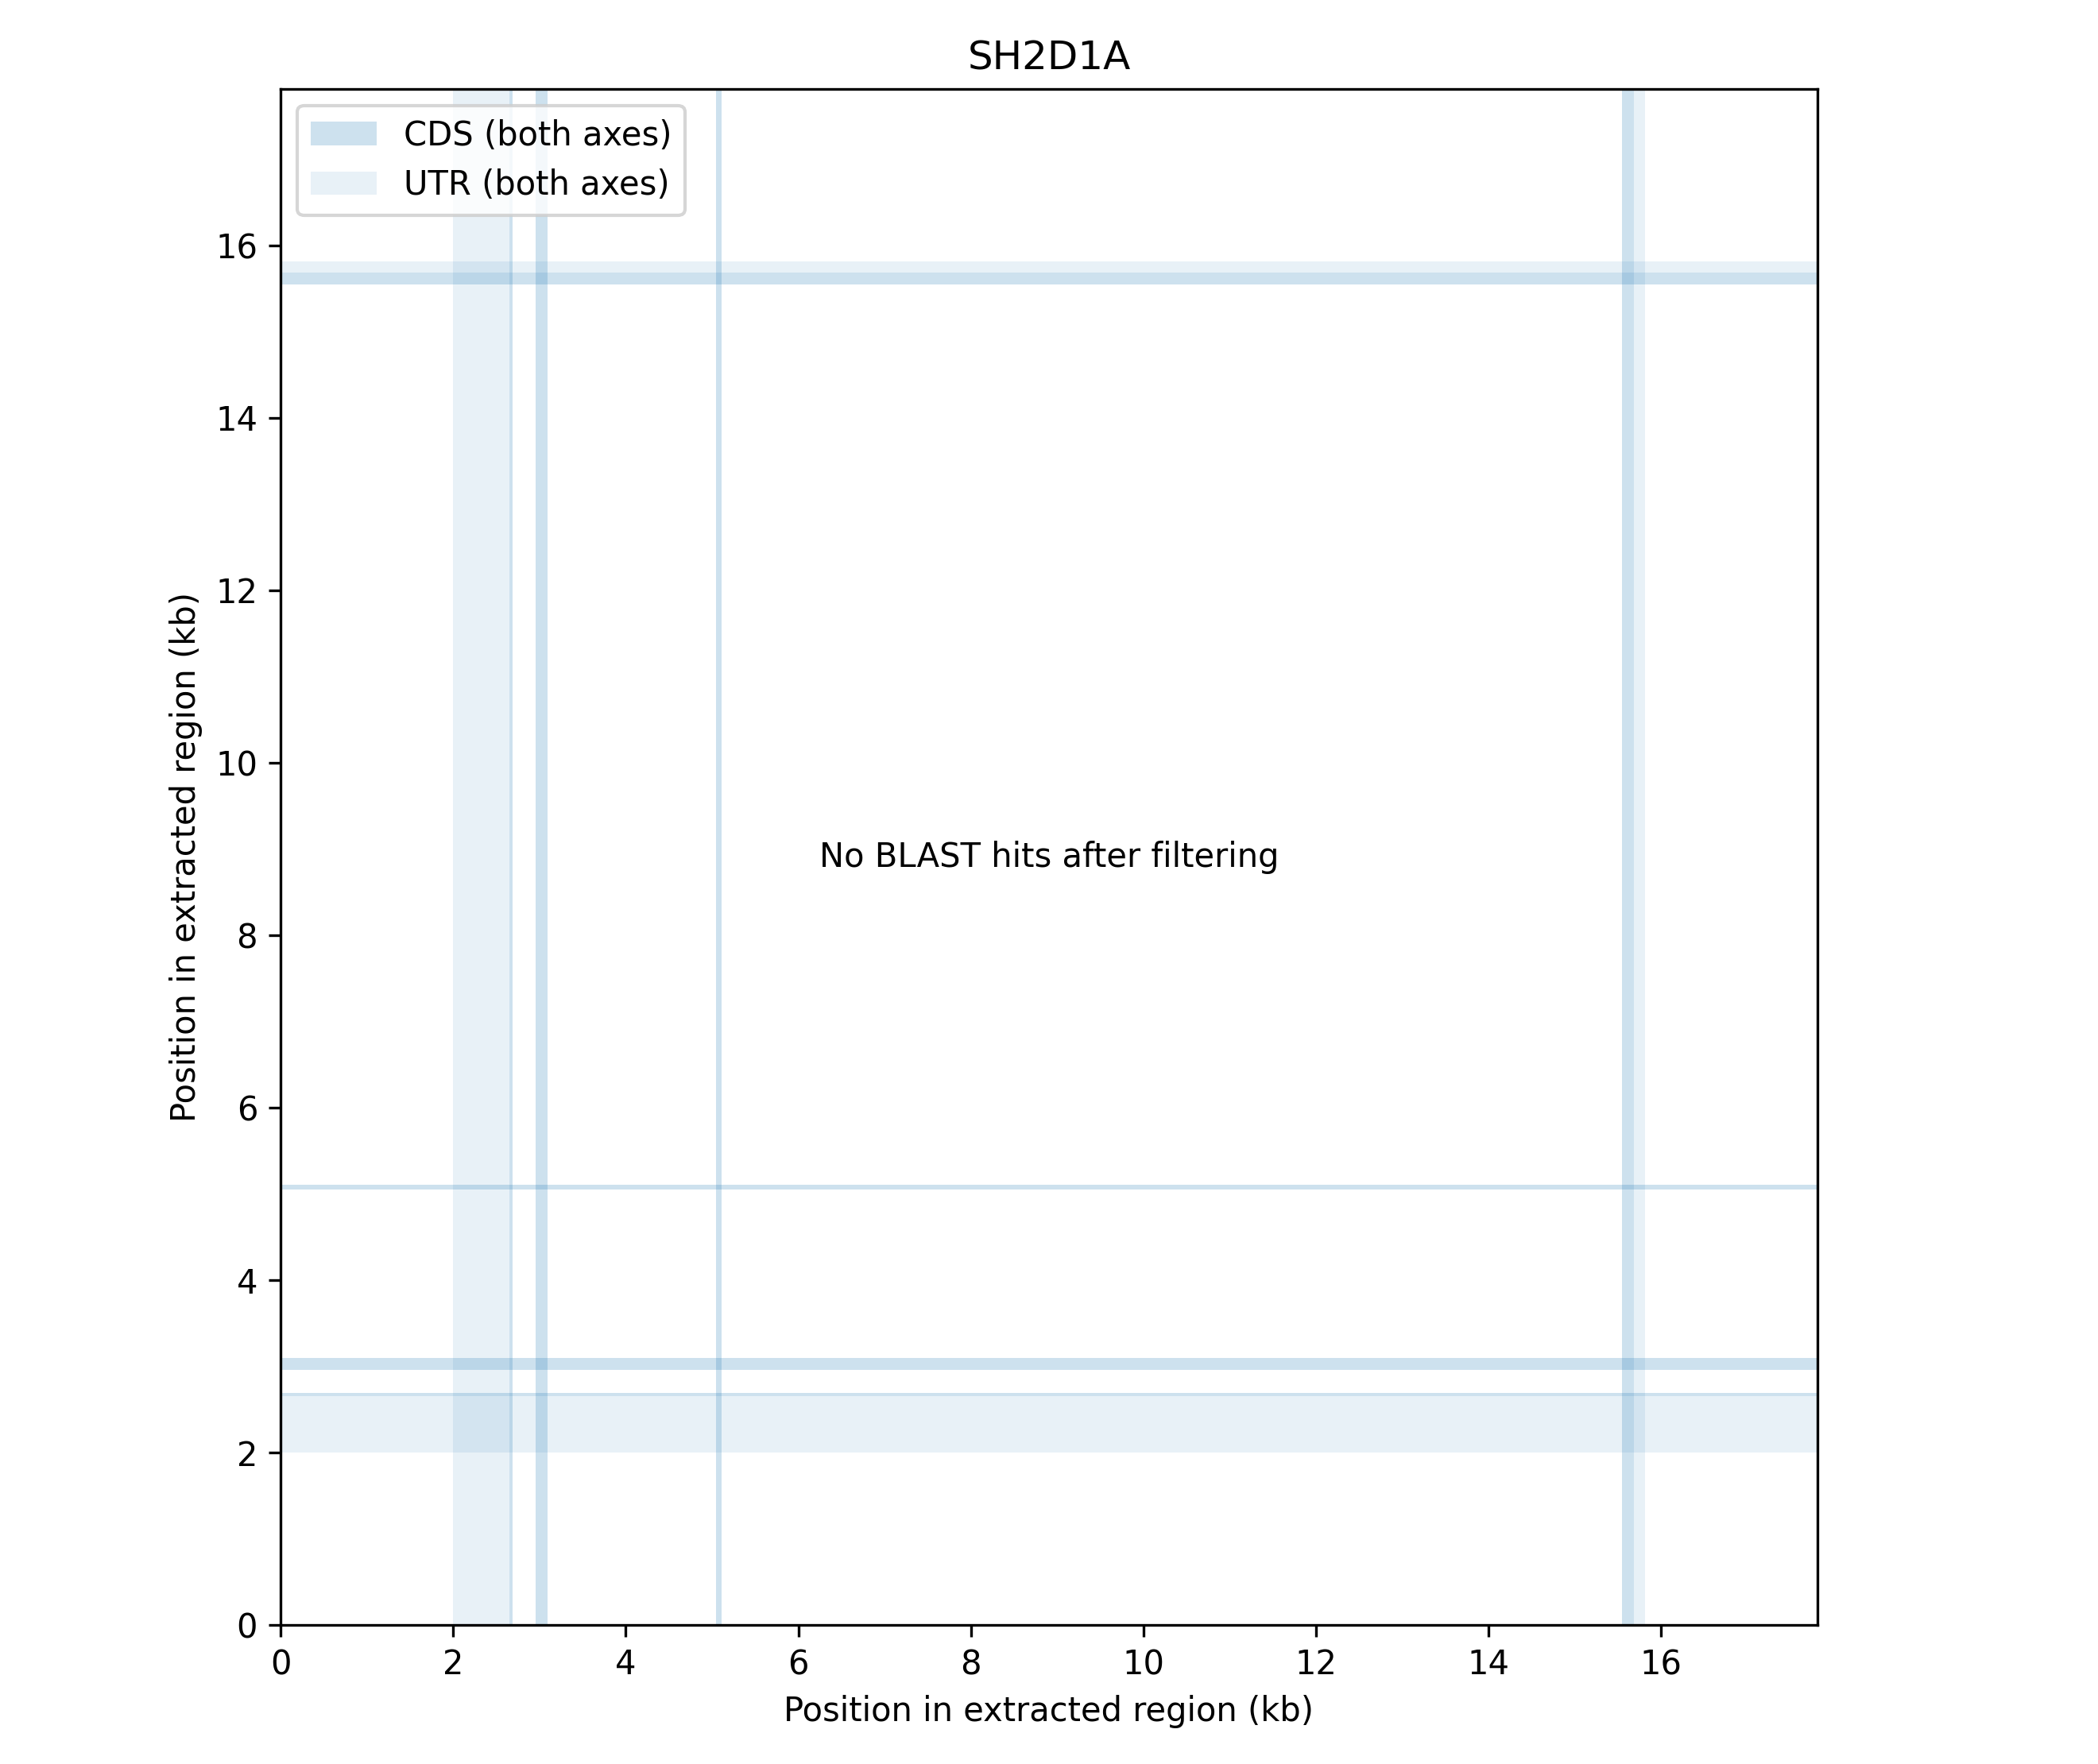 SH2D1A
CDS (both axes)
UTR (both axes)
16
14
12
10
8
6
4
2
0
Position in extracted region (kb)
No BLAST hits after filtering
0 2 4 6 8 10 12 14 16
Position in extracted region (kb)